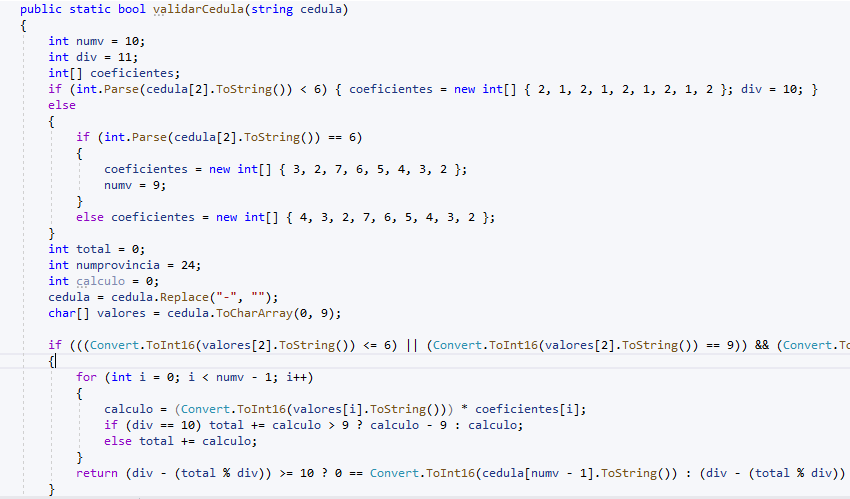 public static bool validarCedula(string cedula)
{
int numv = 10;
int div = 11;
int[] coeficientes;
if (int.Parse(cedula[2].ToString()) < 6) { coeficientes = new int[] { 2, 1, 2, 1, 2, 1, 2, 1, 2 }; div = 10; }
else
{
if (int.Parse(cedula[2].ToString()) == 6)
{
coeficientes = new int[] { 3, 2, 7, 6, 5, 4, 3, 2 };
numv = 9;
}
else coeficientes = new int[] { 4, 3, 2, 7, 6, 5, 4, 3, 2 };
}
int total = 0;
int numprovincia = 24;
int calculo = 0;
cedula = cedula.Replace("-", "");
char[] valores = cedula.ToCharArray(0, 9);
if (((Convert.ToInt16(valores[2].ToString()) <= 6) || (Convert.ToInt16(valores[2].ToString()) == 9)) && (Convert.To
{
for (int i = 0; i < numv - 1; i++)
{
calculo = (Convert.ToInt16(valores[i].ToString())) * coeficientes[i];
if (div == 10) total += calculo > 9 ? calculo - 9 : calculo;
else total += calculo;
}
return (div - (total % div)) >= 10 ? 0 == Convert.ToInt16(cedula[numv - 1].ToString()) : (div - (total % div))
}